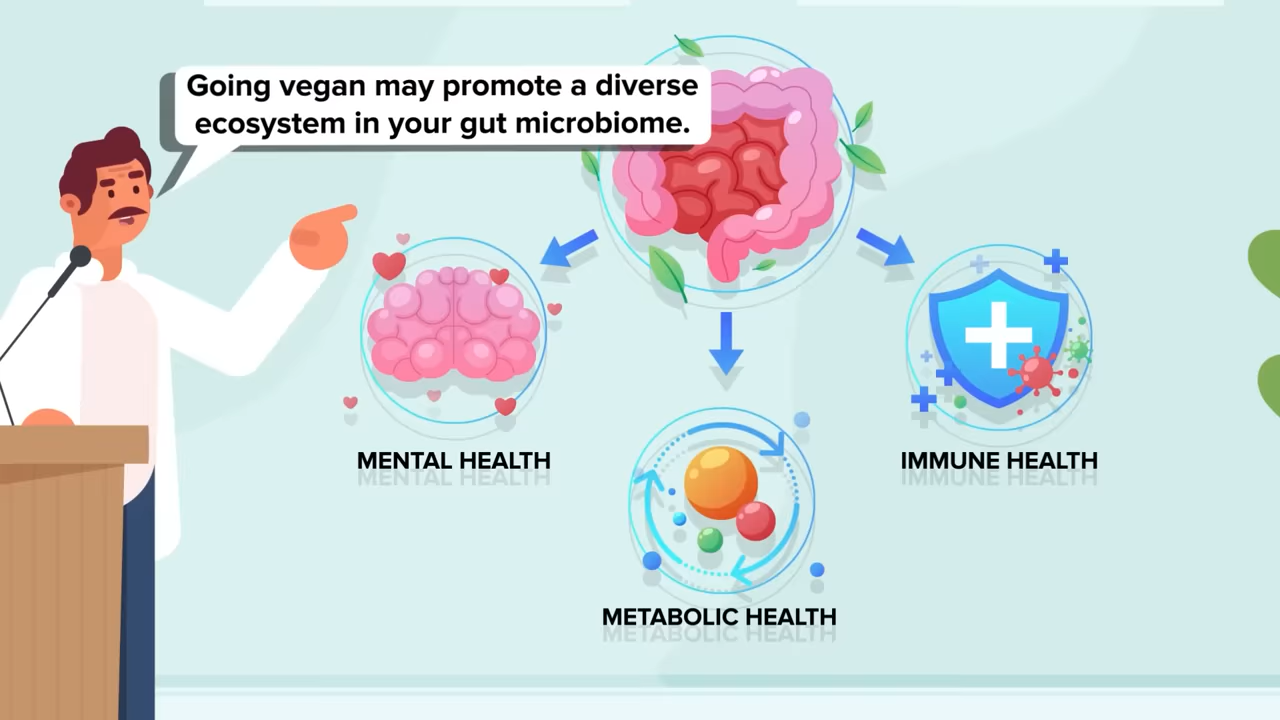 Going vegan may promote a diverse
ecosystem in your gut microbiome.
MENTAL HEALTH
IMMUNE HEALTH
METABOLIC HEALTH